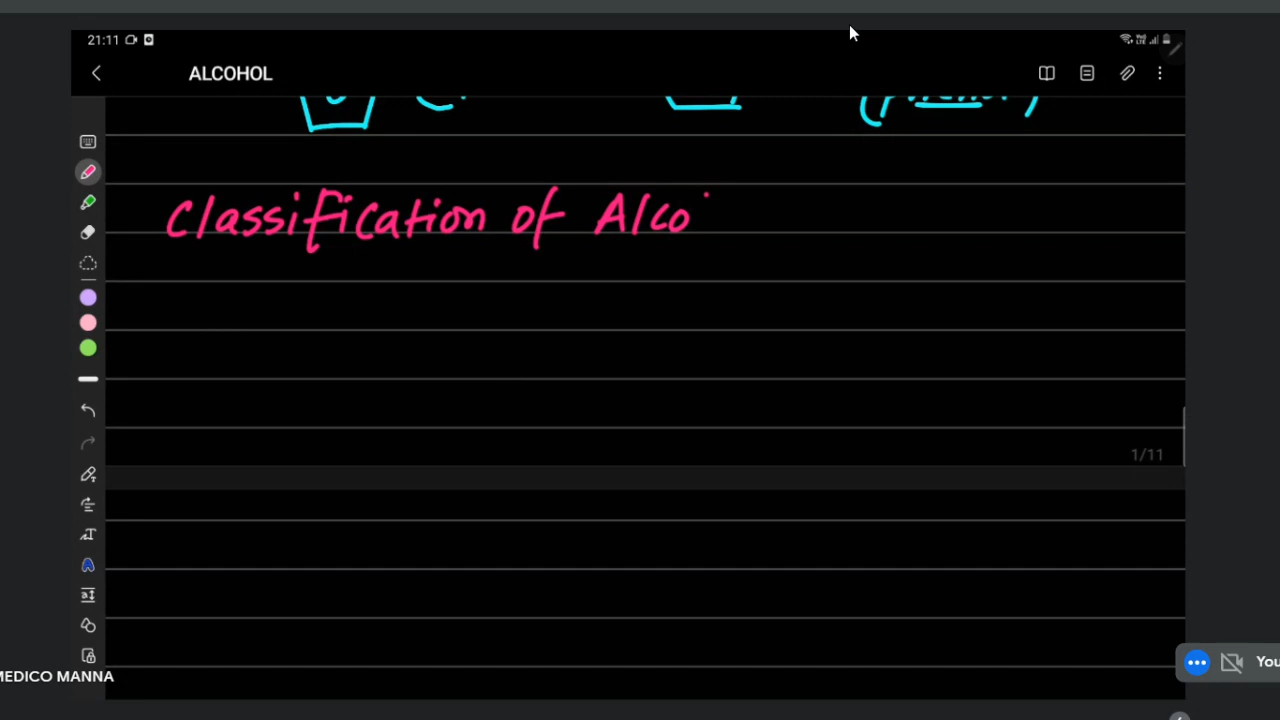 21:11
ALCOHOL
Classification of Alco
1/11
MEDICO MANNA
You